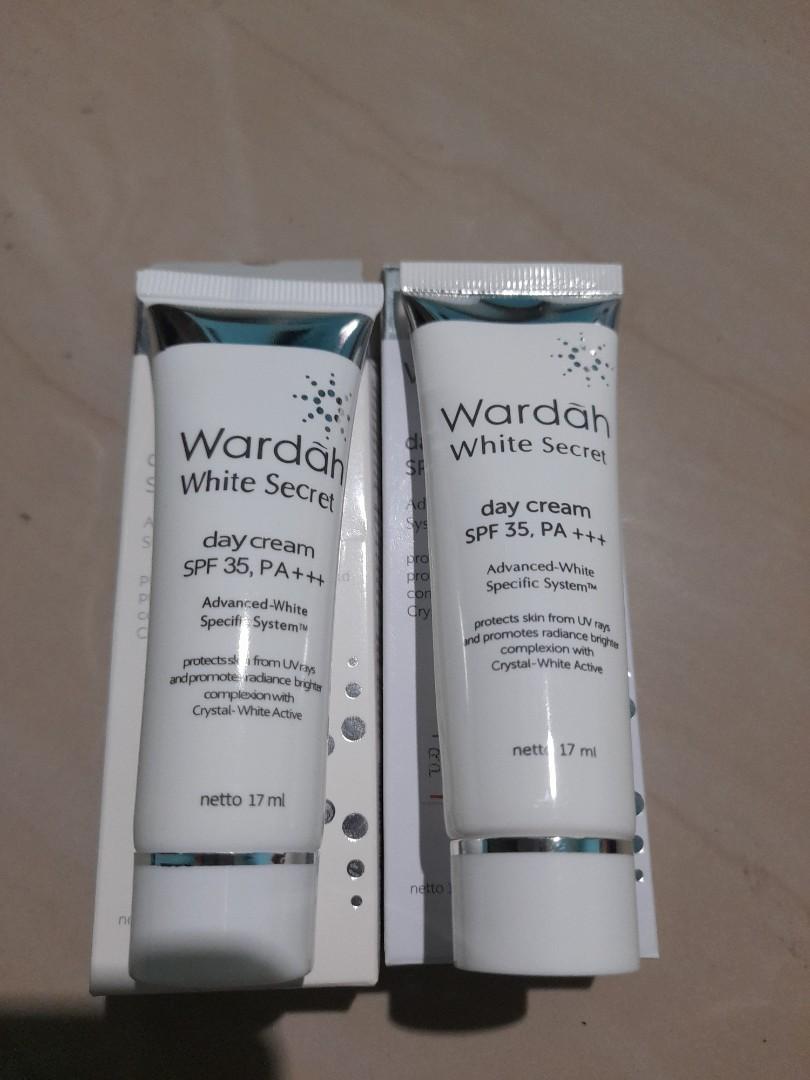 Wardah
White Secret
day cream
SPF 35, PA+++
Advanced-White
Specific System™
protects skin from UV rays
and promotes radiance brighter
complexion with
Crystal-White Active
netto 17 ml
Wardah
White Secret
day cream
SPF 35, PA +++
Advanced-White
Specific System™
protects skin from UV rays
and promotes radiance brighter
complexion with
Crystal-White Active
netto 17 ml